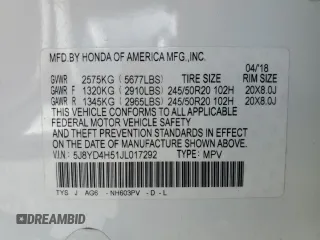 MFD.BY HONDA OF AMERICA MFG.,INC.
04/'18
GVWR 2575KG (5677LBS) TIRE SIZE RIM SIZE
GAWR F 1320KG (2910LBS) 245/50R20 102H 20X8.0J
GAWR R 1345KG (2965LBS) 245/50R20 102H 20X8.0J
THIS VEHICLE CONFORMS TO ALL APPLICABLE
FEDERAL MOTOR VEHICLE SAFETY AND
THEFT PREVENTION STANDARDS IN EFFECT ON
THE DATE OF MANUFACTURE SHOWN ABOVE.
V.I.N.: 5J8YD4H51JL017292 TYPE: MPV
TYS J AG6 - NH603PV - D - L
© DREAMBID
AUTO IMPORT